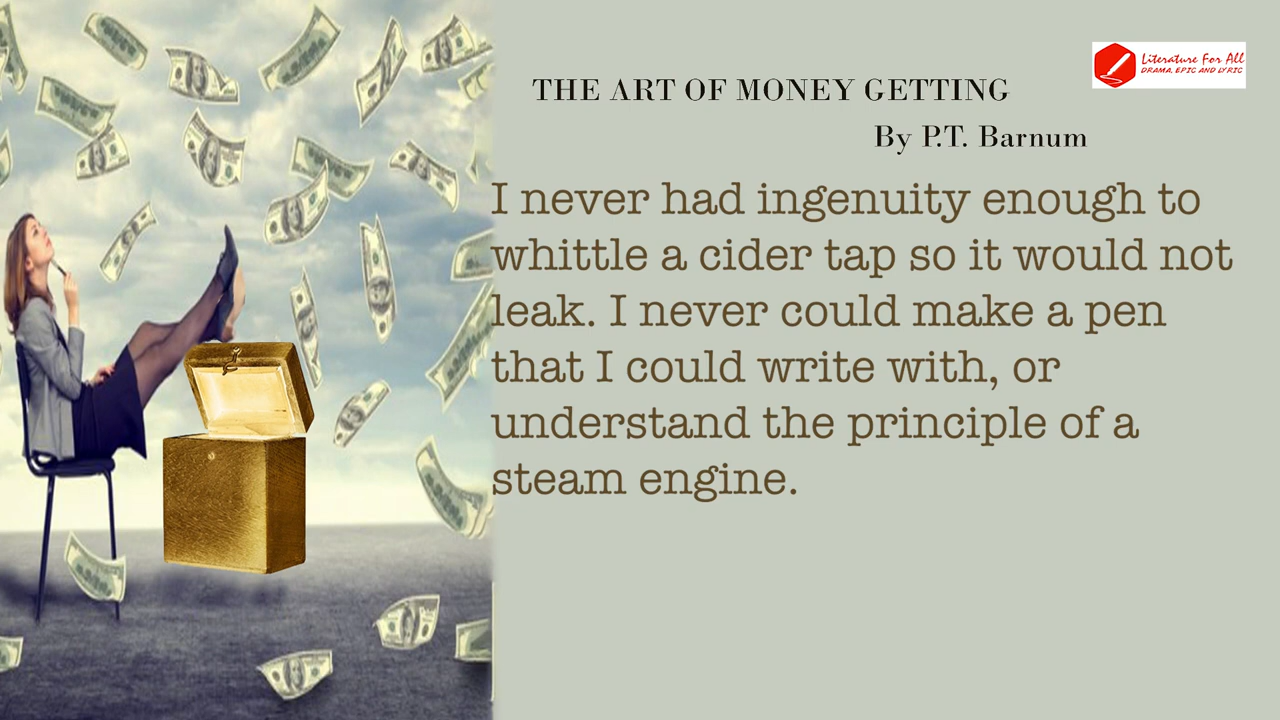 THE ART OF MONEY GETTING
By P.T. Barnum
Literature For All
DRAMA, EPIC AND LYRIC
I never had ingenuity enough to
whittle a cider tap so it would not
leak. I never could make a pen
that I could write with, or
understand the principle of a
steam engine.